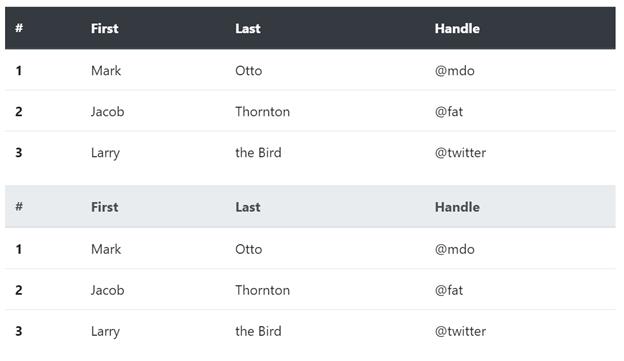 # First Last Handle
1 Mark Otto @mdo
2 Jacob Thornton @fat
3 Larry the Bird @twitter
# First Last Handle
1 Mark Otto @mdo
2 Jacob Thornton @fat
3 Larry the Bird @twitter